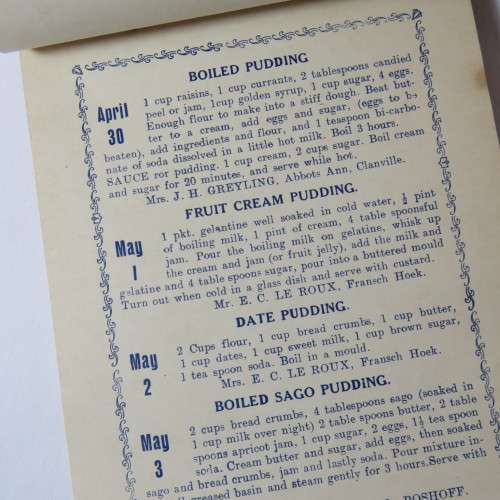 BOILED PUDDING
April 30
1 cup raisins, 1 cup currants, 2 tablespoons candied
peel or jam, 1cup golden syrup, 1 cup sugar, 4 eggs.
Enough flour to make into a stiff dough. Beat but-
ter to a cream, add eggs and sugar, (eggs to be
beaten), add ingredients and flour, and 1 teaspoon bi-carbo-
nate of soda dissolved in a little hot milk. Boil 3 hours.
SAUCE ror pudding. 1 cup cream, 2 cups sugar. Boil cream
and sugar for 20 minutes, and serve while hot.
Mrs. J. H. GREYLING, Abbots Ann, Clanville.
FRUIT CREAM PUDDING.
May 1
1 pkt. gelantine well soaked in cold water, ½ pint
of boiling milk, 1 pint of cream, 4 table spoonsful
jam. Pour the boiling milk on gelatine, whisk up
the cream and jam (or fruit jelly), add the milk and
gelatine and 4 table spoons sugar, pour into a buttered mould
Turn out when cold in a glass dish and serve with custard.
Mr. E. C. LE ROUX, Fransch Hoek.
DATE PUDDING.
May 2
2 Cups flour, 1 cup bread crumbs, 1 cup butter,
1 cup dates, 1 cup sweet milk, 1 cup brown sugar,
1 tea spoon soda. Boil in a mould.
Mrs. E. C. LE ROUX, Fransch Hoek.
BOILED SAGO PUDDING.
May 3
2 cups bread crumbs, 4 tablespoons sago (soaked in
1 cup milk over night) 2 table spoons butter, 2 table
spoons apricot jam, 1 cup sugar, 2 eggs, 1½ tea spoon
soda. Cream butter and sugar, add eggs, then soaked
sago and bread crumbs, jam and lastly soda. Pour mixture in-
greased basin and steam gently for 3 hours.Serve with
BOSHOFF.